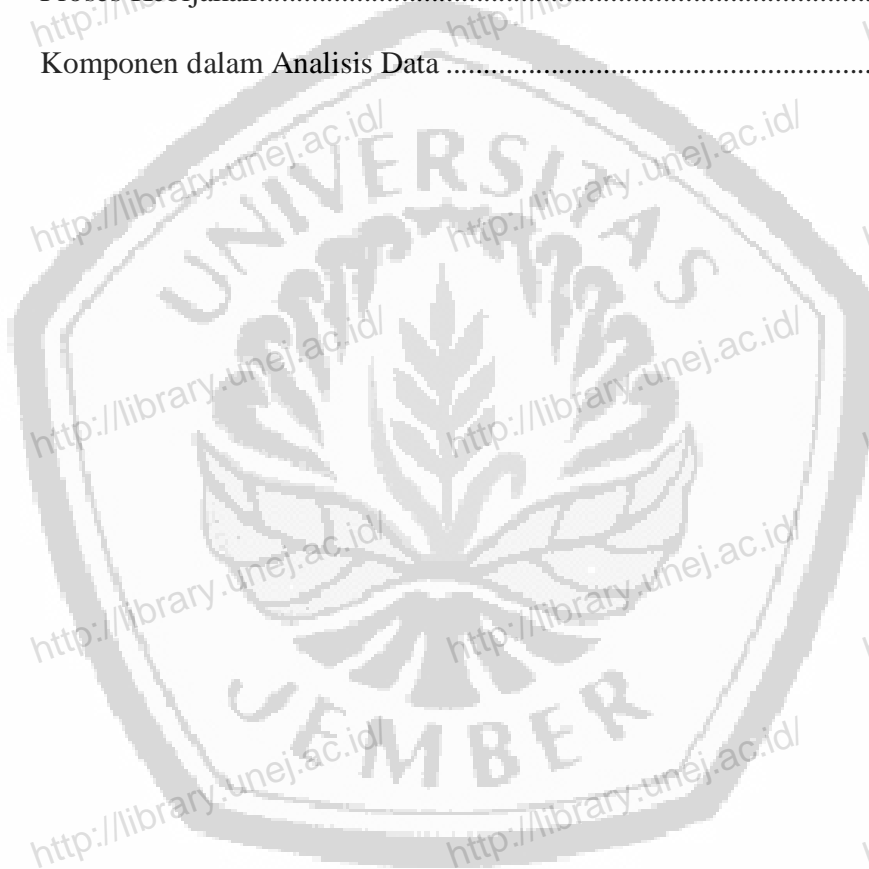 Proses Kebijakan....................................................................................
Komponen dalam Analisis Data ..........................................................
http://library.unej.ac.id/
http://library.unej.ac.id/
http://library.unej.ac.id/
http://library.unej.ac.id/
http://library.unej.ac.id/
http://library.unej.ac.id/
http://library.unej.ac.id/
http://library.unej.ac.id/
UNIVERSITAS
JEMBER